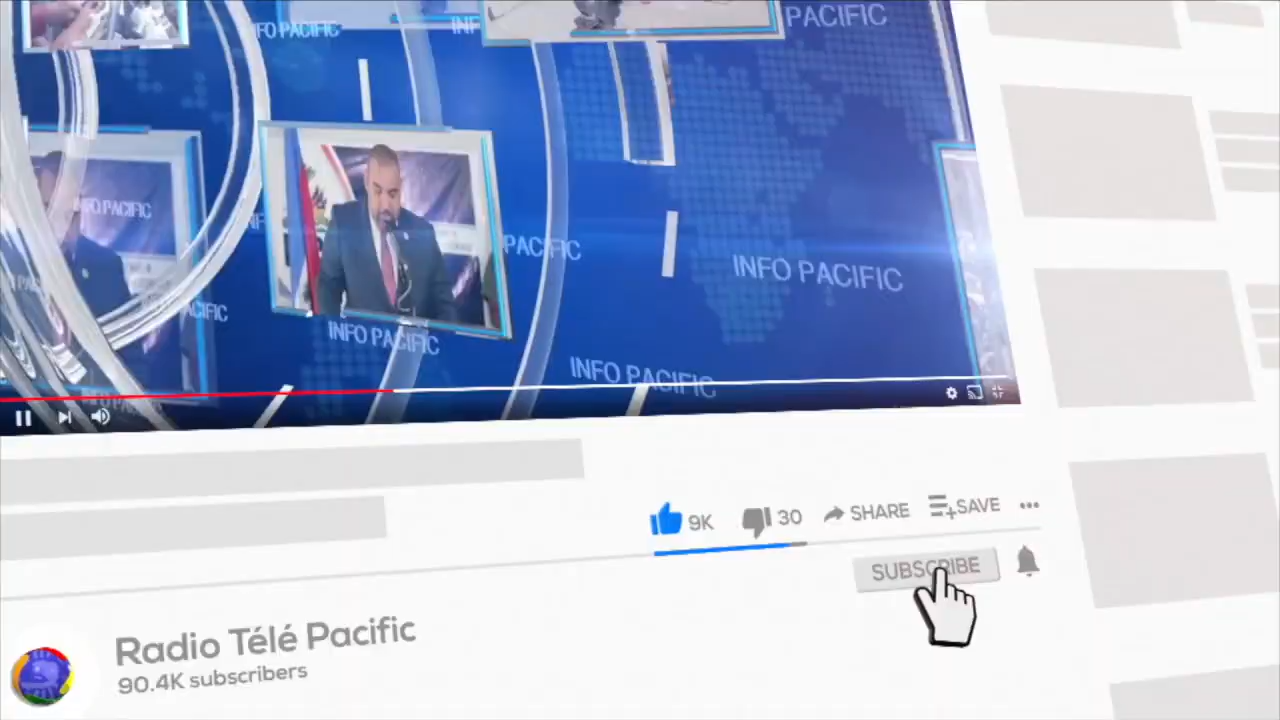 INFO PACIFIC
INF
PACIFIC
INFO PACIFIC
PACIFIC
INFO PACIFIC
INFO PACIFIC
INFO PACIFIC
9K
30
SHARE
SAVE
SUBSCRIBE
Radio Télé Pacific
90.4K subscribers